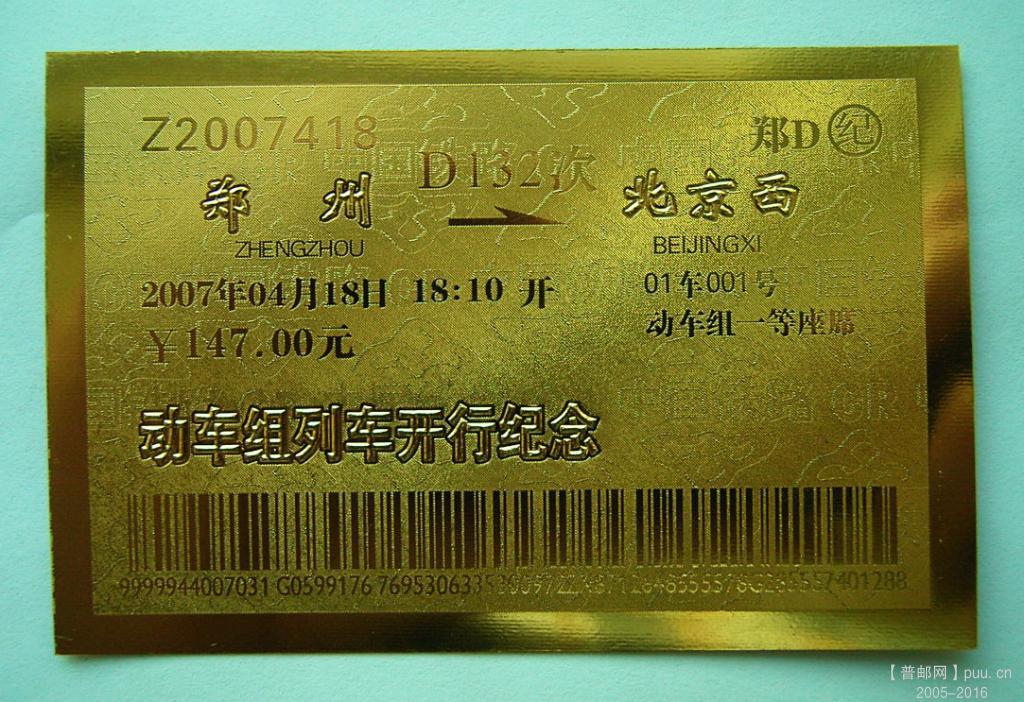 Z2007418
郑D 纪
D132次
郑 州
北京西
ZHENGZHOU
BEIJINGXI
2007年04月18日 18:10 开
01车001号
¥147.00元
动车组一等座席
动车组列车开行纪念
9999944007031 G0599176 7695306335
【普邮网】puu.cn
2005-2016